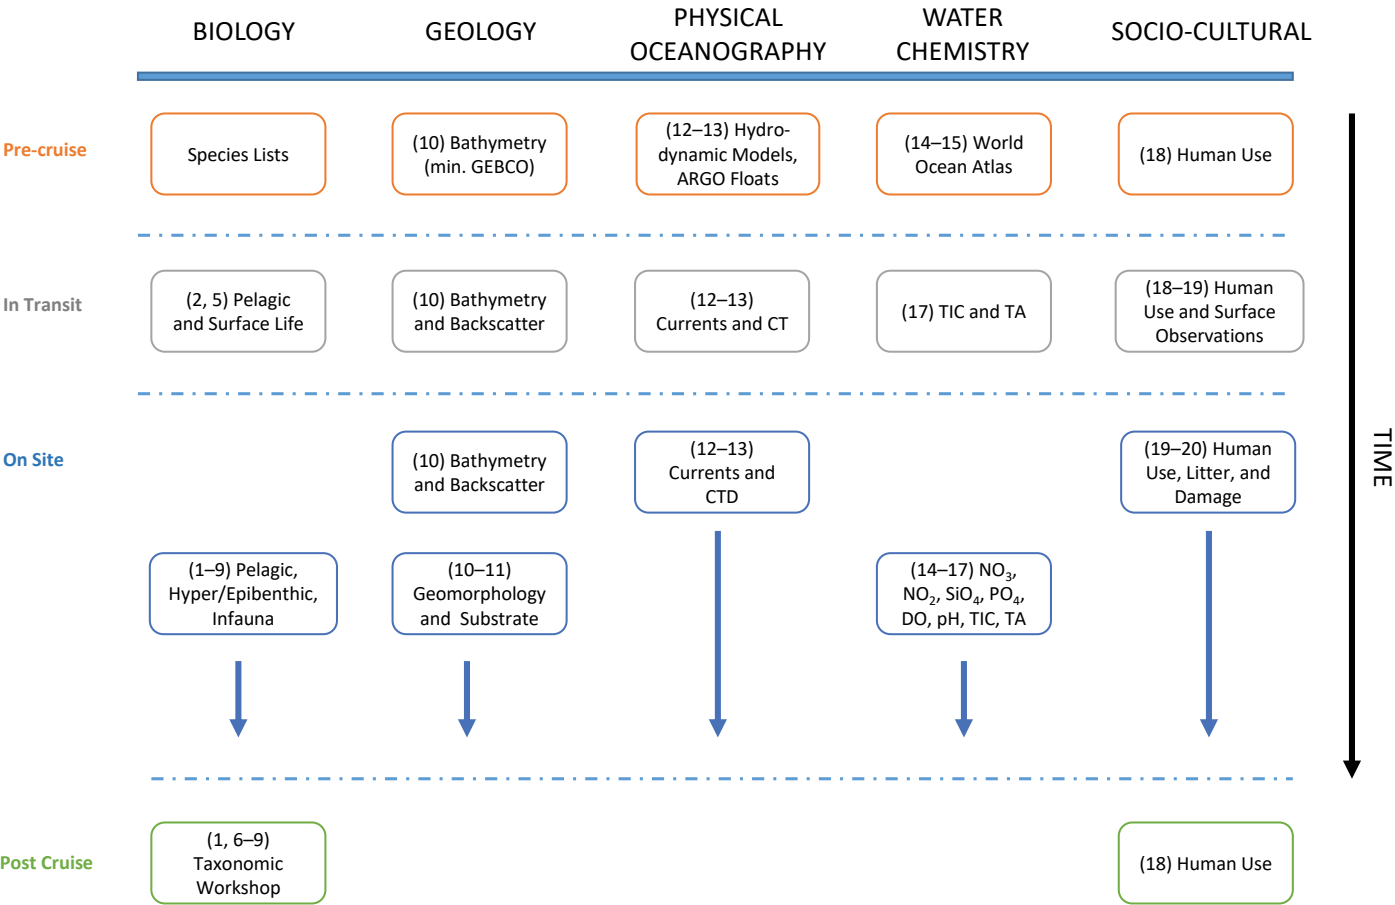 BIOLOGY
GEOLOGY
PHYSICAL
OCEANOGRAPHY
WATER
CHEMISTRY
SOCIO-CULTURAL
Pre-cruise
Species Lists
(10) Bathymetry
(min. GEBCO)
(12–13) Hydro-
dynamic Models,
ARGO Floats
(14–15) World
Ocean Atlas
(18) Human Use
In Transit
(2, 5) Pelagic
and Surface Life
(10) Bathymetry
and Backscatter
(12–13)
Currents and CT
(17) TIC and TA
(18–19) Human
Use and Surface
Observations
On Site
(10) Bathymetry
and Backscatter
(12–13)
Currents and
CTD
(19–20) Human
Use, Litter, and
Damage
TIME
(1–9) Pelagic,
Hyper/Epibenthic,
Infauna
(10–11)
Geomorphology
and Substrate
(14–17) NO₃,
NO₂, SiO₄, PO₄,
DO, pH, TIC, TA
Post Cruise
(1, 6–9)
Taxonomic
Workshop
(18) Human Use